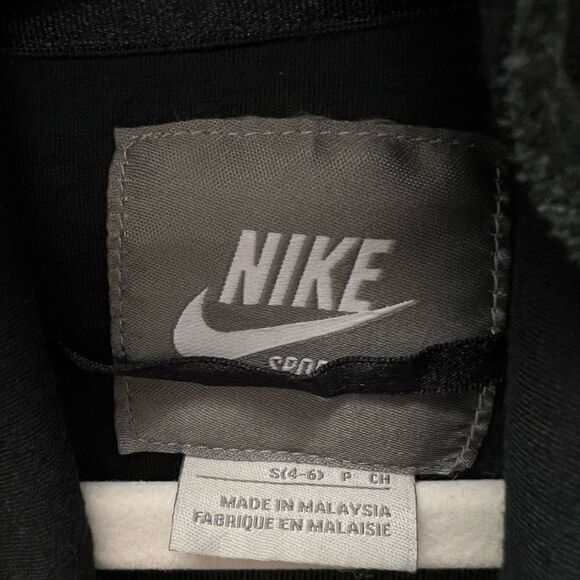 NIKE
S(4-6) P CH
MADE IN MALAYSIA
FABRIQUE EN MALAISIE